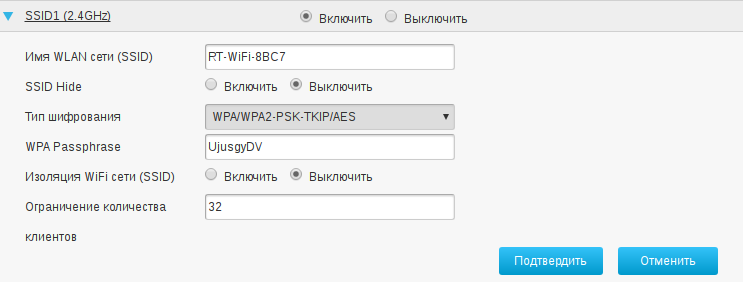 SSID1 (2.4GHz) Включить Выключить
Имя WLAN сети (SSID) RT-WiFi-8BC7
SSID Hide Включить Выключить
Тип шифрования WPA/WPA2-PSK-TKIP/AES
WPA Passphrase UjusgyDV
Изоляция WiFi сети (SSID) Включить Выключить
Ограничение количества клиентов 32
Подтвердить Отменить